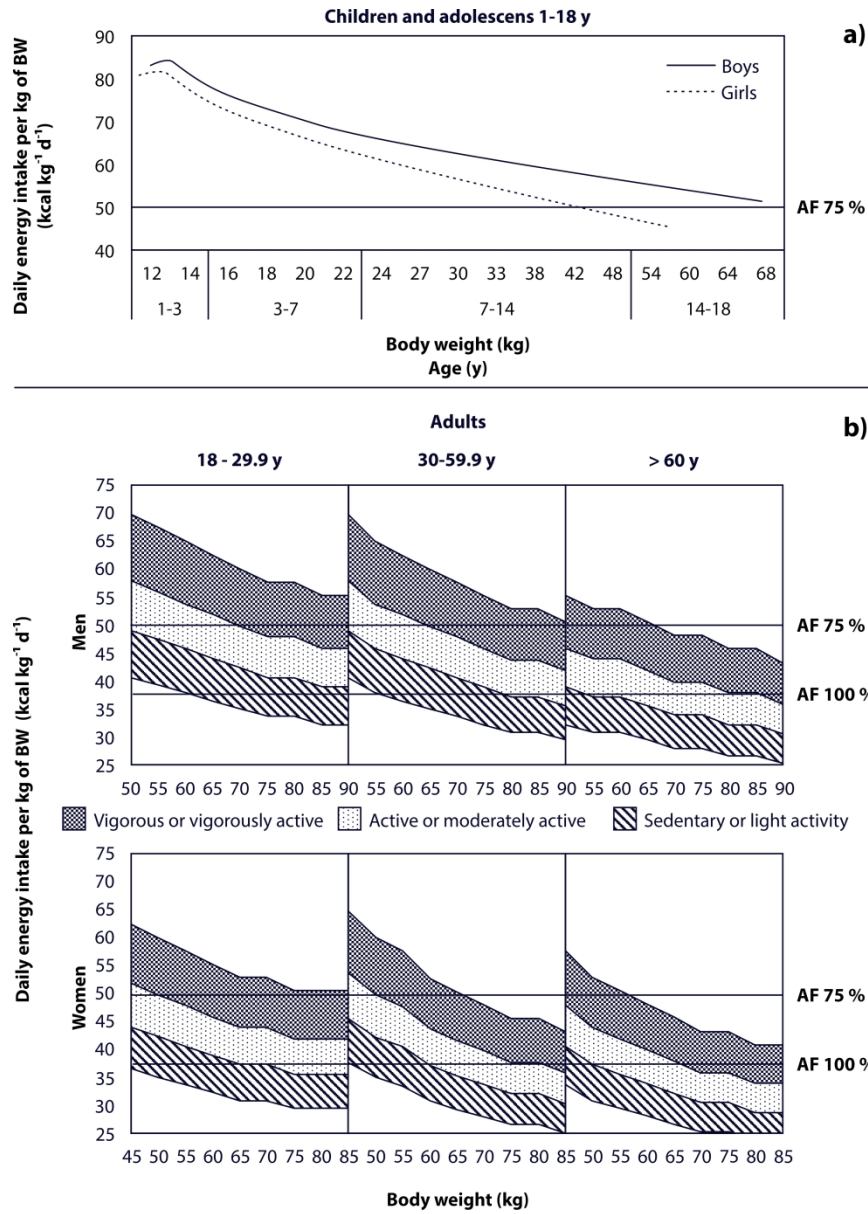 Children and adolescens 1-18 y
a)
Daily energy intake per kg of BW
(kcal kg⁻¹ d⁻¹)
90
80
70
60
50
40
Boys
Girls
AF 75 %
12 14 16 18 20 22 24 27 30 33 38 42 48 54 60 64 68
1-3 3-7 7-14 14-18
Body weight (kg)
Age (y)
Adults
b)
18 - 29.9 y 30-59.9 y > 60 y
Daily energy intake per kg of BW (kcal kg⁻¹ d⁻¹)
Men
75
70
65
60
55
50
45
40
35
30
25
AF 75 %
AF 100 %
50 55 60 65 70 75 80 85 90 55 60 65 70 75 80 85 90 55 60 65 70 75 80 85 90
Vigorous or vigorously active Active or moderately active Sedentary or light activity
Women
75
70
65
60
55
50
45
40
35
30
25
AF 75 %
AF 100 %
45 50 55 60 65 70 75 80 85 50 55 60 65 70 75 80 85 50 55 60 65 70 75 80 85
Body weight (kg)